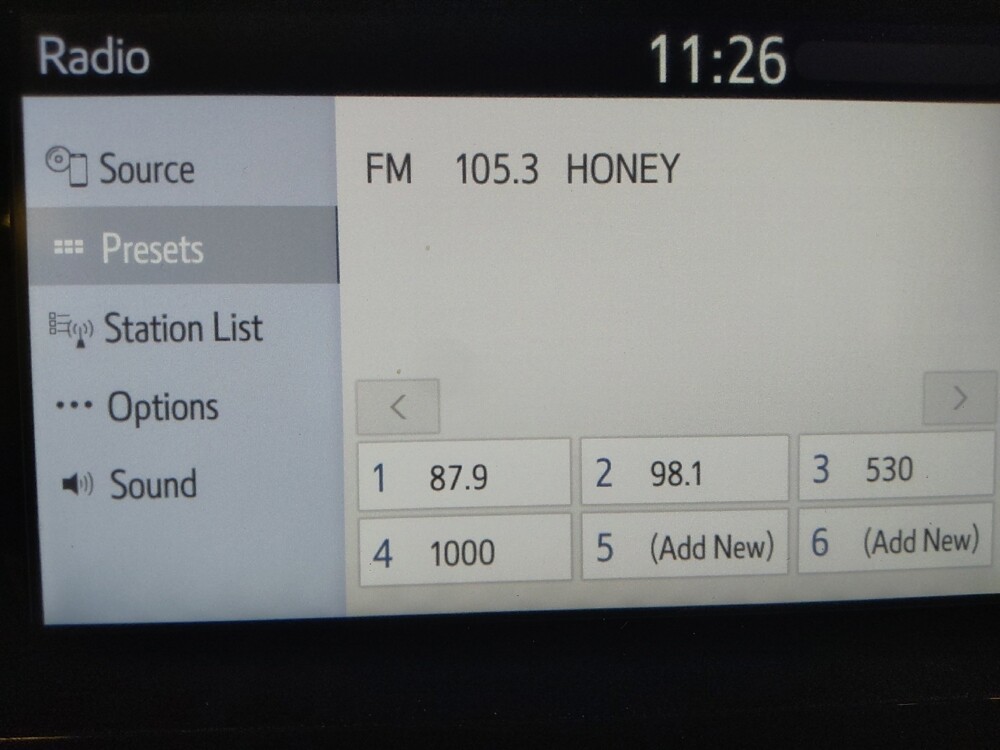 Radio 11:26
Source
FM 105.3 HONEY
Presets
Station List
Options
Sound
1 87.9 2 98.1 3 530
4 1000 5 (Add New) 6 (Add New)